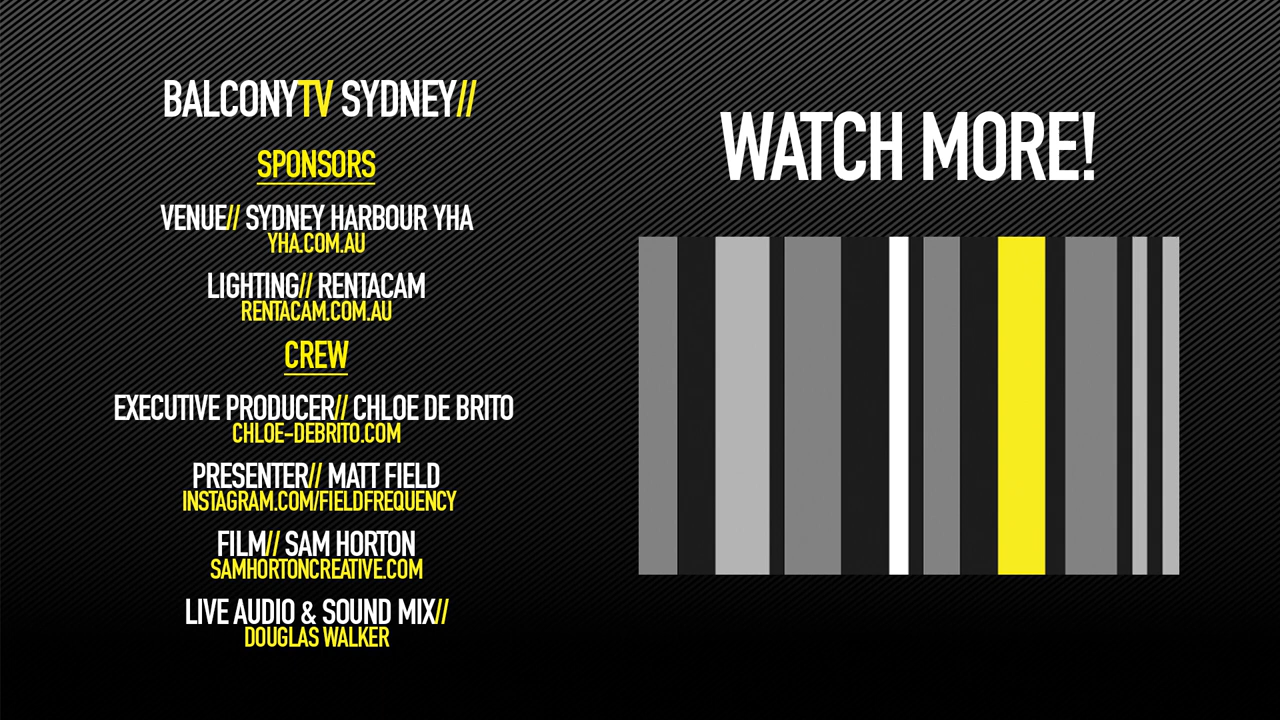 BALCONYTV SYDNEY//
SPONSORS
VENUE// SYDNEY HARBOUR YHA
YHA.COM.AU
LIGHTING// RENTACAM
RENTACAM.COM.AU
CREW
EXECUTIVE PRODUCER// CHLOE DE BRITO
CHLOE-DEBRITO.COM
PRESENTER// MATT FIELD
INSTAGRAM.COM/FIELDFREQUENCY
FILM// SAM HORTON
SAMHORTONCREATIVE.COM
LIVE AUDIO & SOUND MIX//
DOUGLAS WALKER
WATCH MORE!